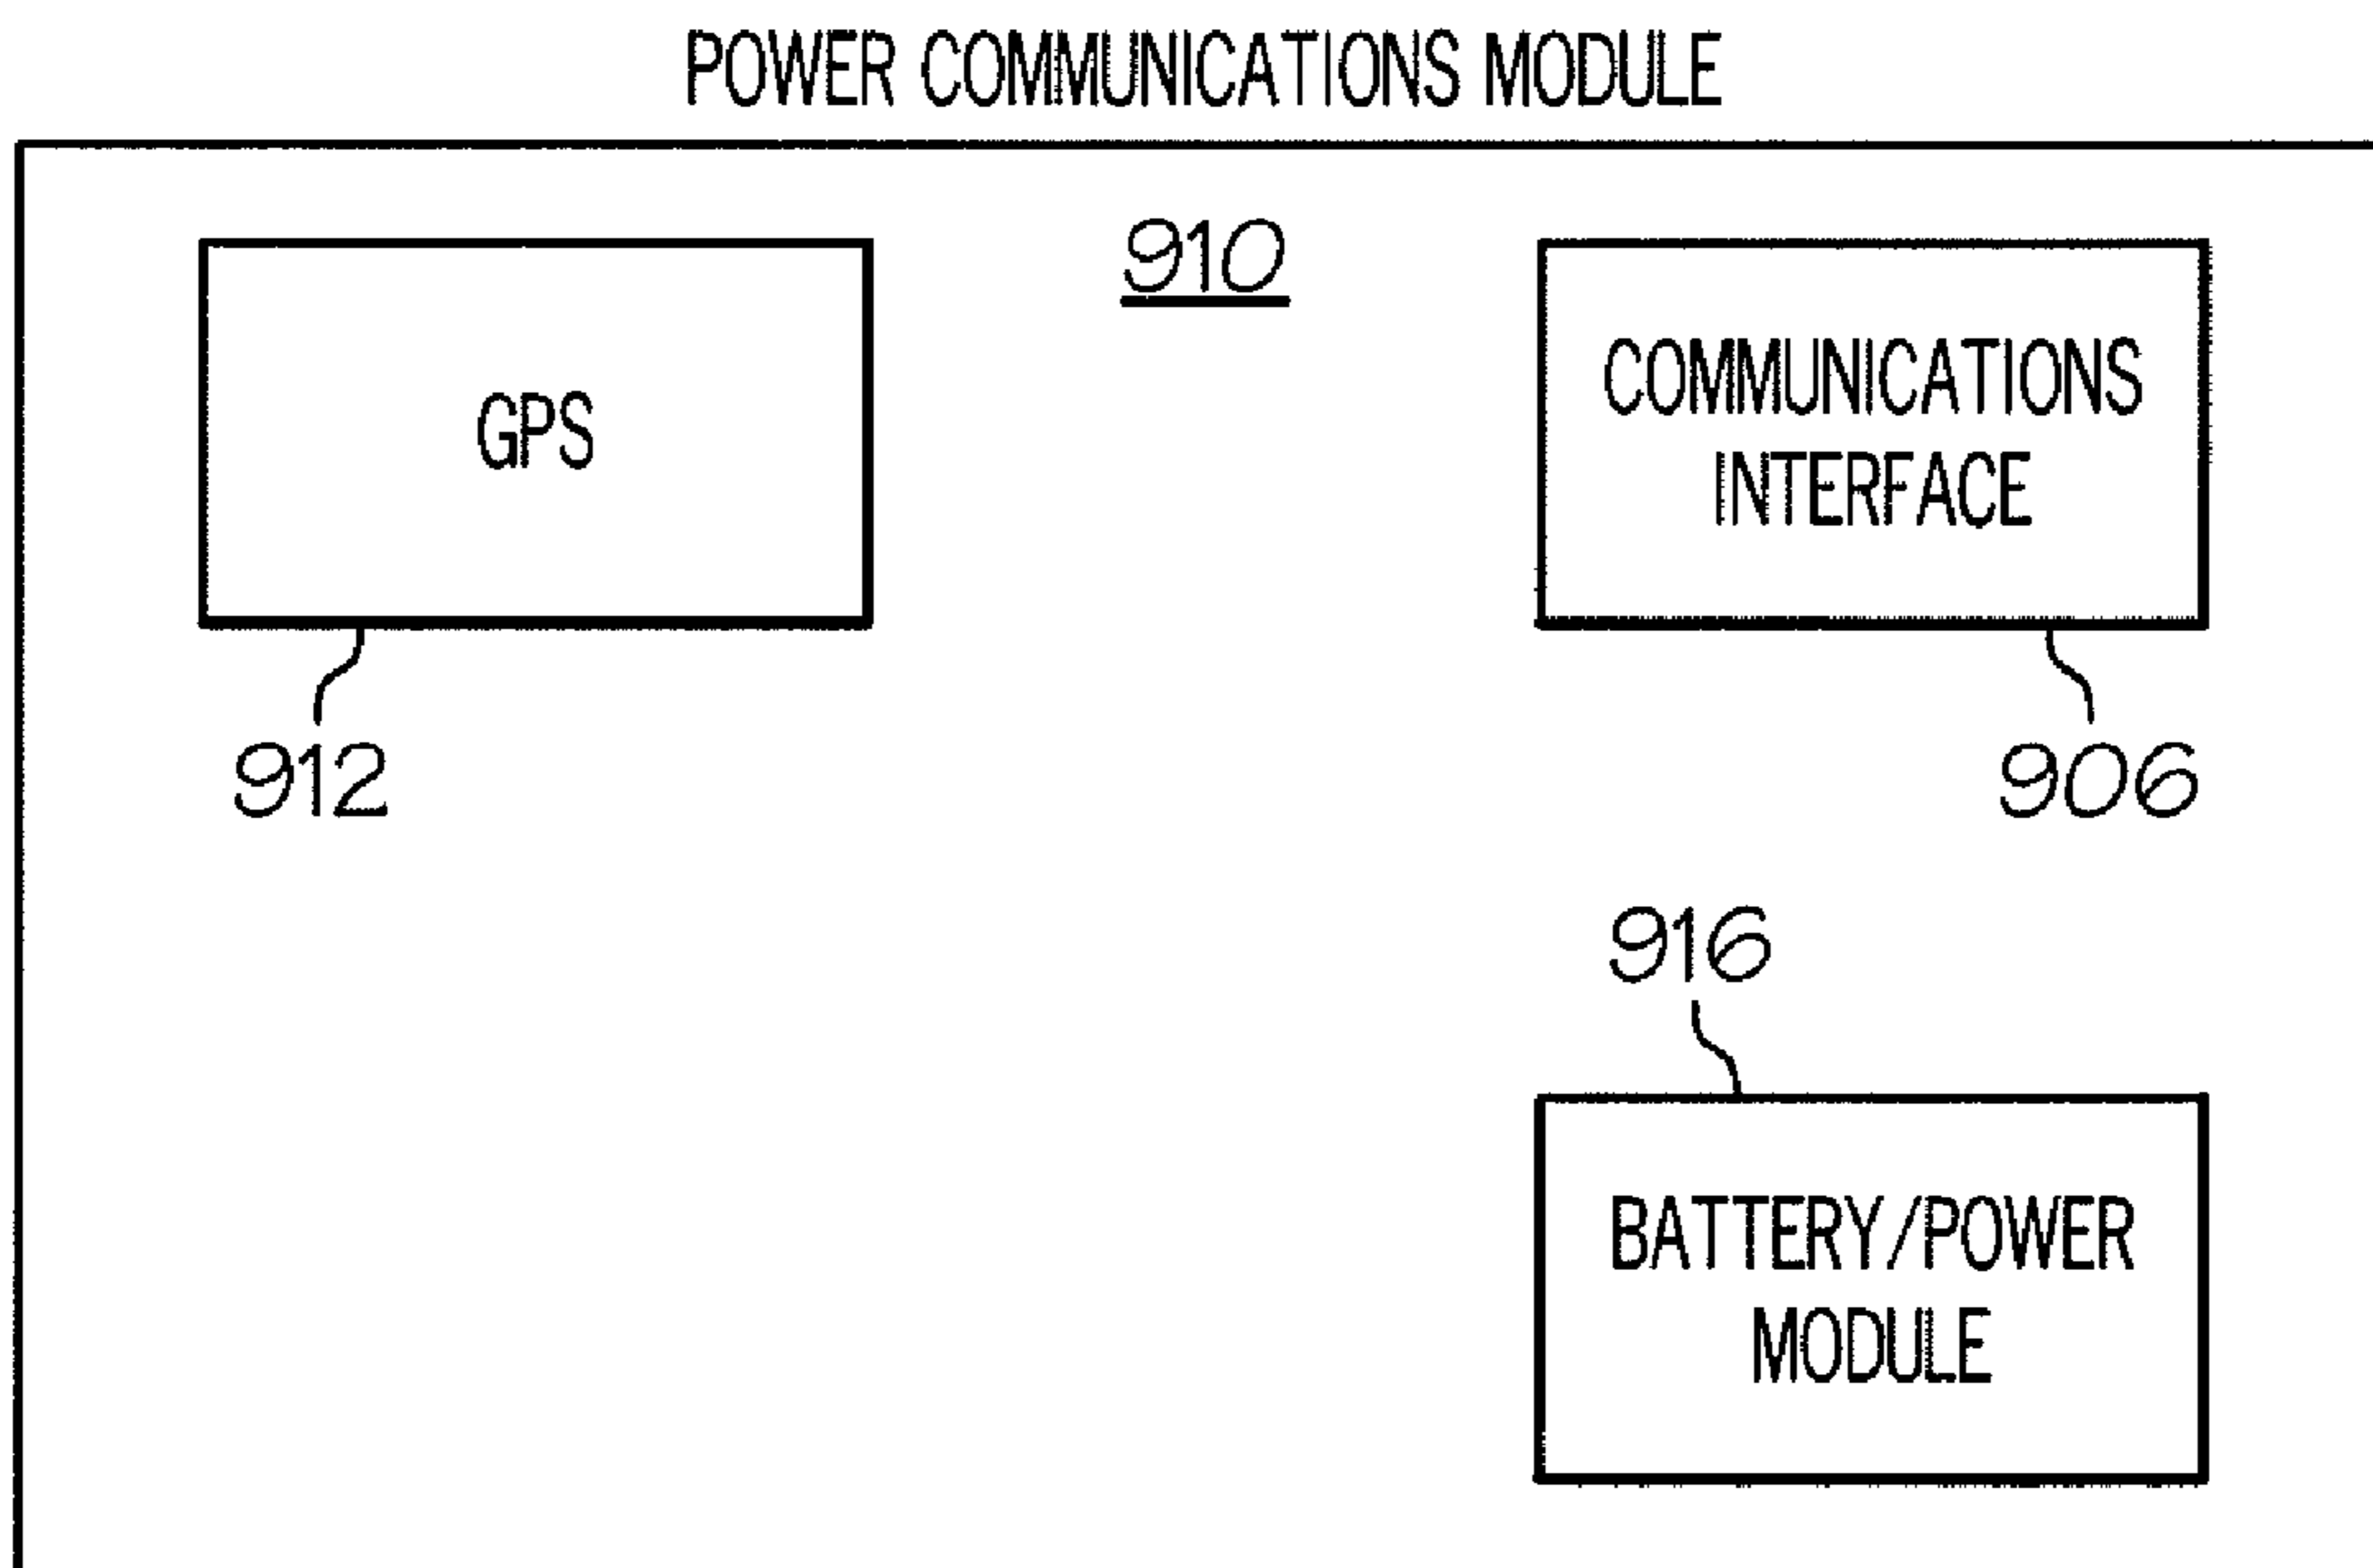 POWER COMMUNICATIONS MODULE
910
GPS
COMMUNICATIONS
INTERFACE
912
906
916
BATTERY/POWER
MODULE